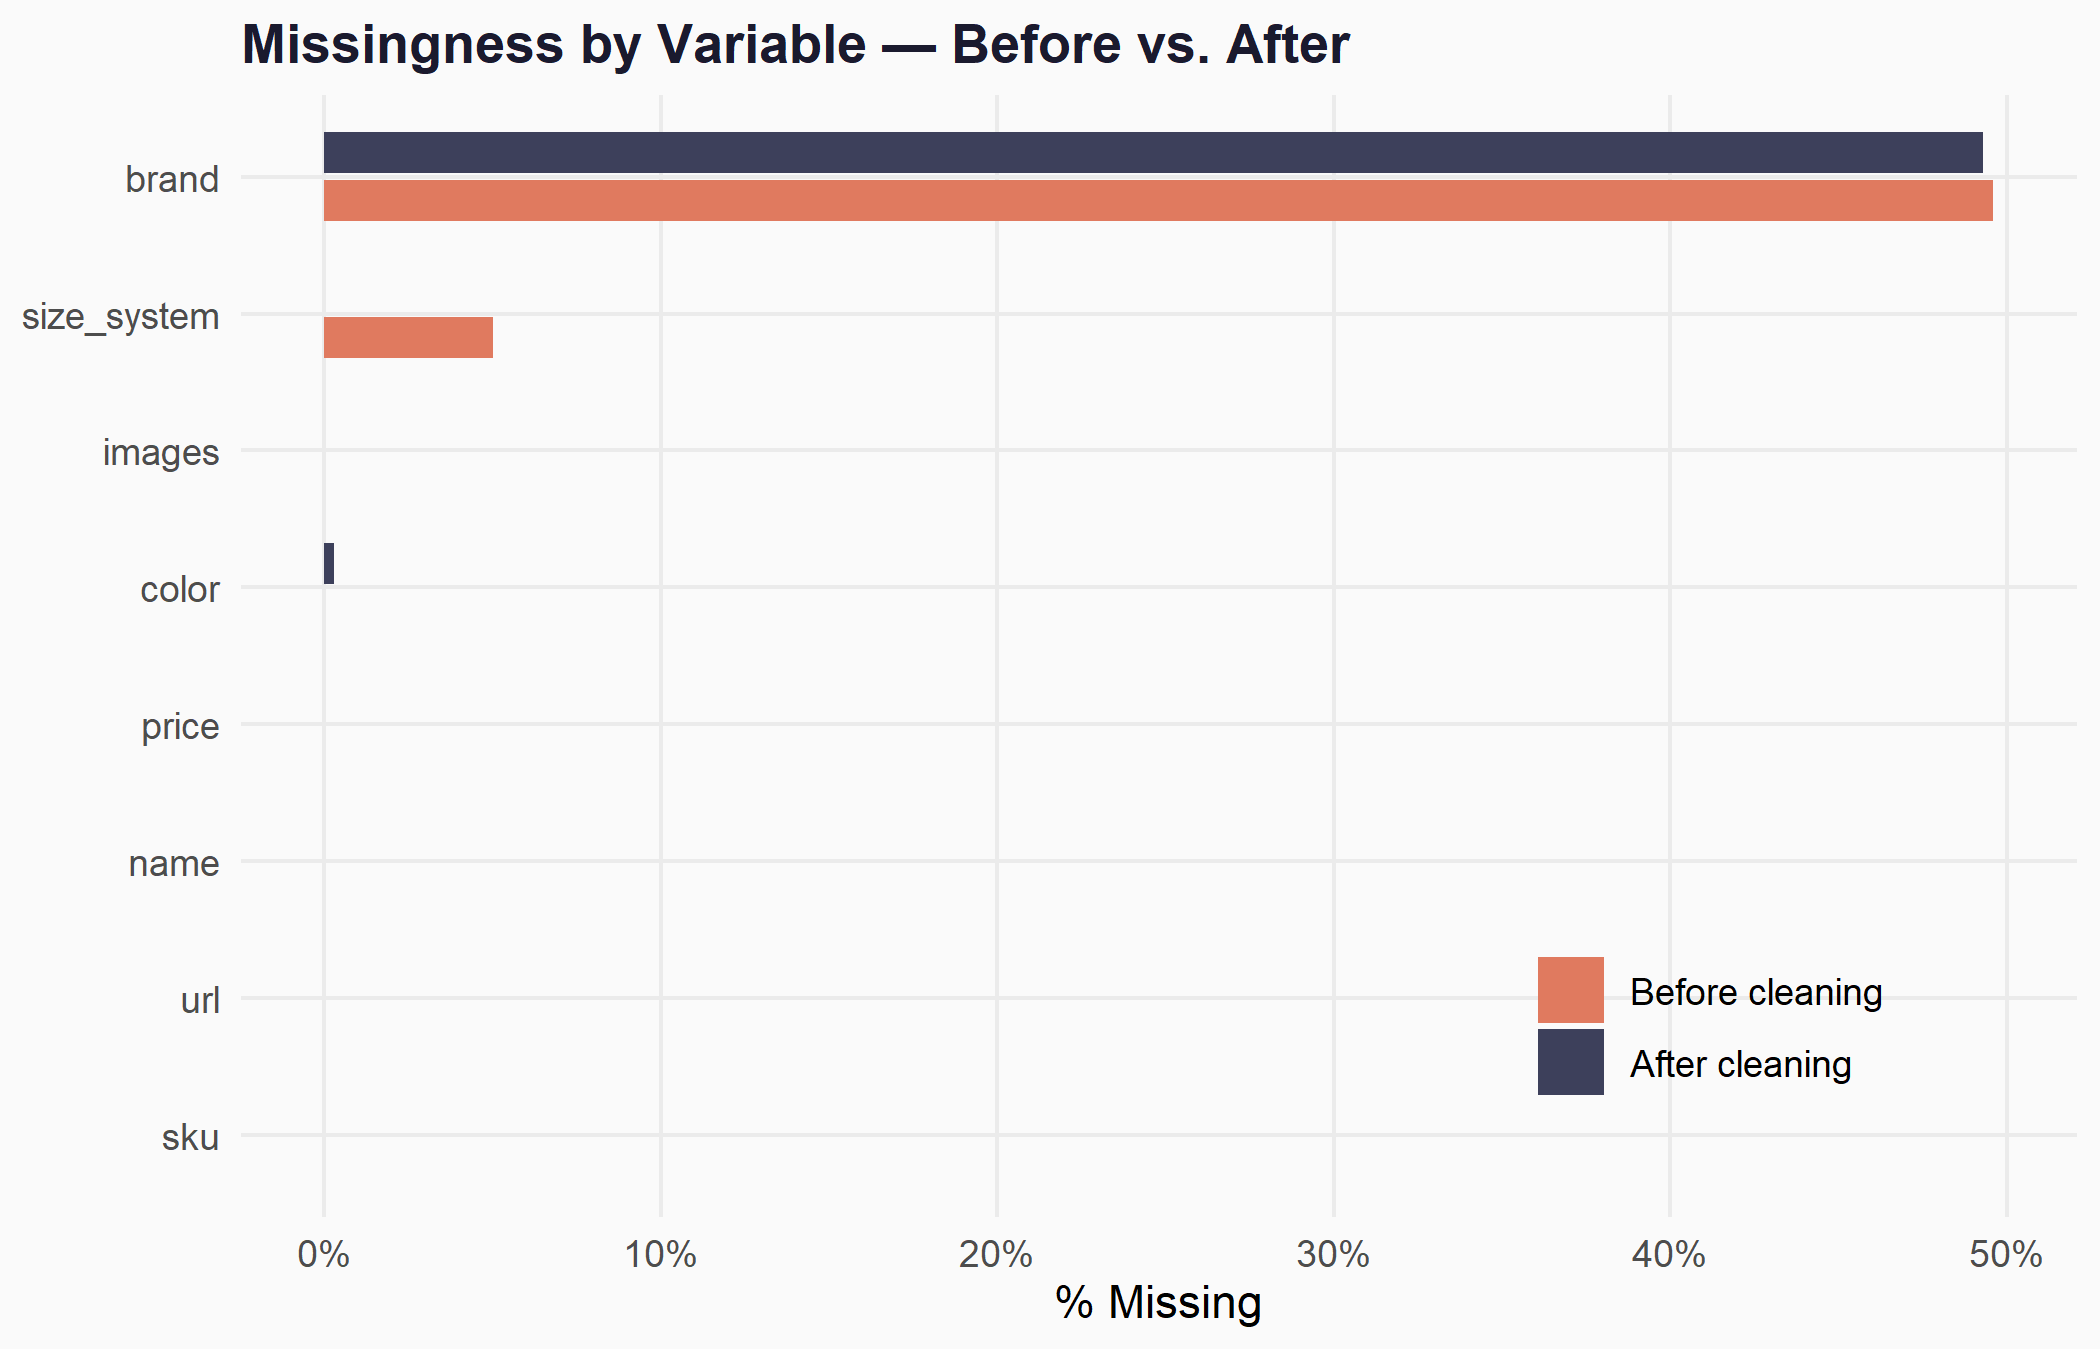 Missingness by Variable — Before vs. After
brand
size_system
images
color
price
name
url
sku
Before cleaning
After cleaning
0% 10% 20% 30% 40% 50%
% Missing